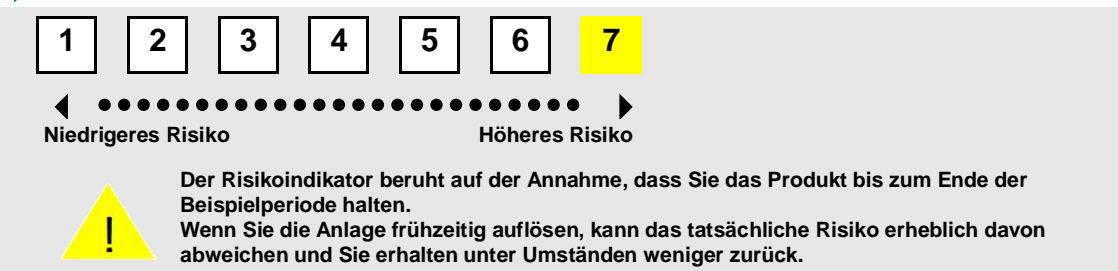 1 2 3 4 5 6 7
Niedrigeres Risiko Höheres Risiko
!
Der Risikoindikator beruht auf der Annahme, dass Sie das Produkt bis zum Ende der
Beispielperiode halten.
Wenn Sie die Anlage frühzeitig auflösen, kann das tatsächliche Risiko erheblich davon
abweichen und Sie erhalten unter Umständen weniger zurück.